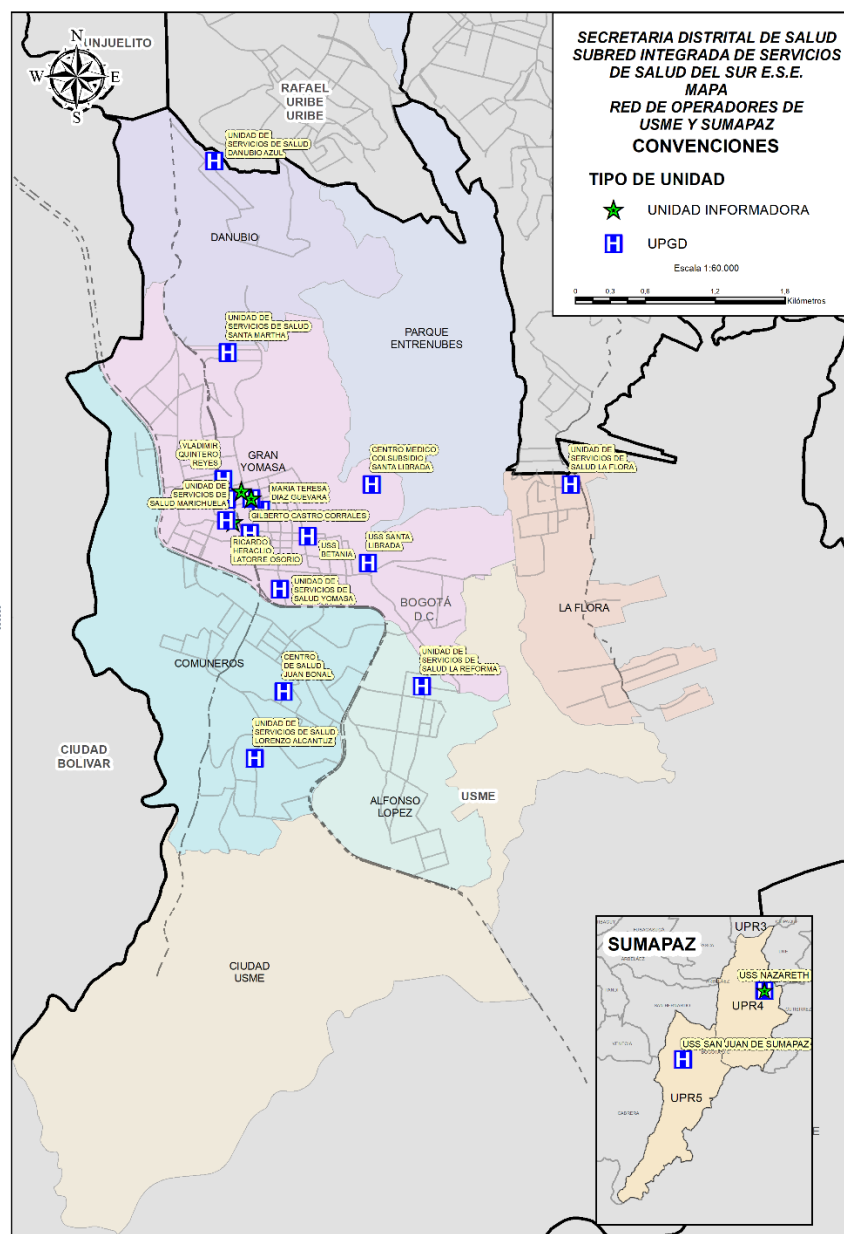 SECRETARIA DISTRITAL DE SALUD
SUBRED INTEGRADA DE SERVICIOS
DE SALUD DEL SUR E.S.E.
MAPA
RED DE OPERADORES DE
USME Y SUMAPAZ
CONVENCIONES
TIPO DE UNIDAD
UNIDAD INFORMADORA
H UPGD
Escala 1:60.000
0 0,3 0,6 1,2 1,8
Kilómetros
N
W E
S
UNJUELITO
RAFAEL
URIBE
URIBE
UNIDAD DE
SERVICIOS DE SALUD
DANUBIO AZUL
H
DANUBIO
UNIDAD DE
SERVICIOS DE SALUD
SANTA MARTHA
H
PARQUE
ENTRENUBES
VLADIMIR
QUINTERO
REYES
GRAN
YOMASA
CENTRO MEDICO
COLSUBSIDIO
SANTA LIBRADA
H
UNIDAD DE
SERVICIOS DE
SALUD LA FLORA
H
UNIDAD DE
SERVICIOS DE
SALUD MARICHUELA
H
MARIA TERESA
DIAZ GUEVARA
GILBERTO CASTRO CORRALES
RICARDO
HERACLIO
LATORRE OSORIO
H
USS
BETANIA
H
USS SANTA
LIBRADA
H
UNIDAD DE
SERVICIOS DE
SALUD YOMASA
H
BOGOTÁ
D.C.
LA FLORA
COMUNEROS
CENTRO
DE SALUD
JUAN BONAL
H
UNIDAD DE
SERVICIOS DE
SALUD LA REFORMA
H
UNIDAD DE
SERVICIOS DE SALUD
LORENZO ALCANTUZ
H
CIUDAD
BOLIVAR
ALFONSO
LOPEZ
USME
CIUDAD
USME
SUMAPAZ
UPR3
USS NAZARETH
UPR4
USS SAN JUAN DE SUMAPAZ
H
UPR5
CABRERA
E